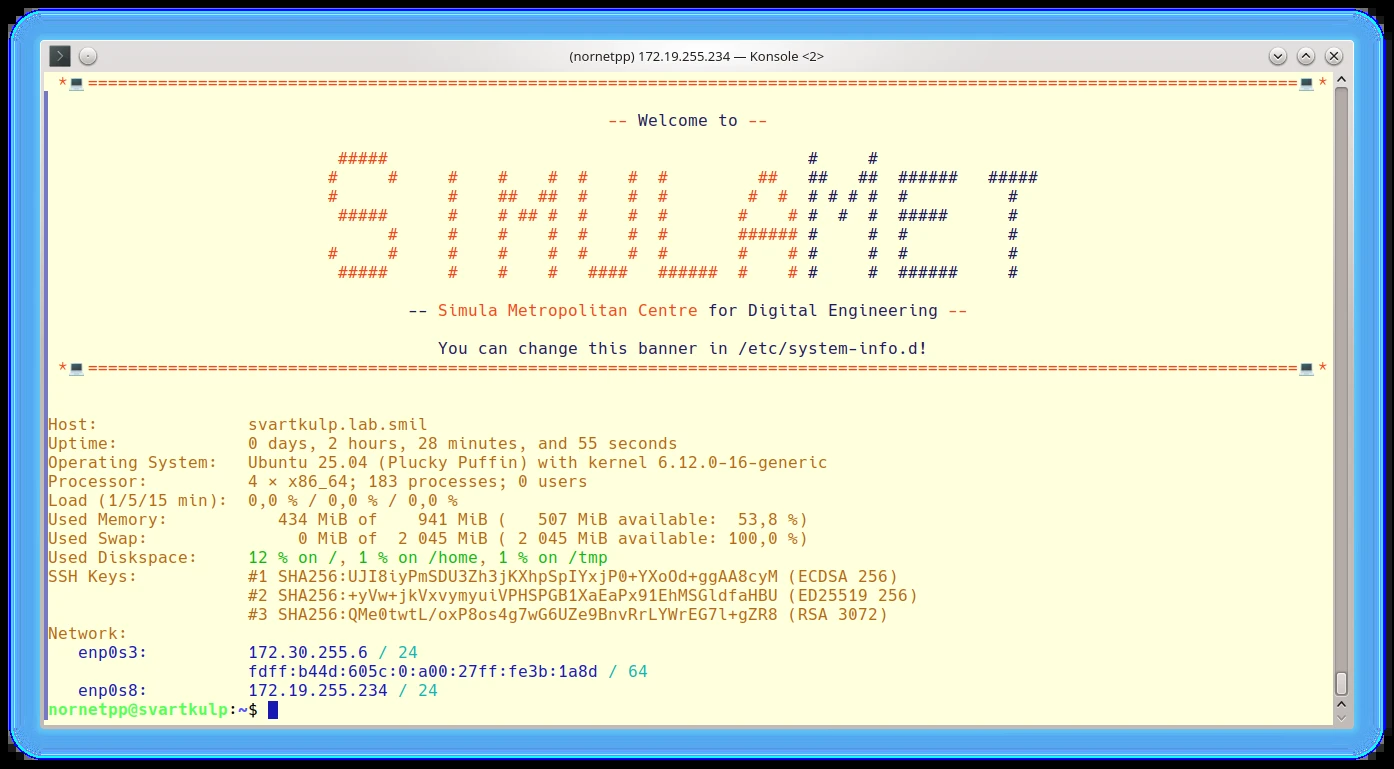 (nornetpp) 172.19.255.234 — Konsole <2>
*💻=========================================================================================================================💻*
-- Welcome to --
 #####                                          #     #
#     #     #    #    #  #    #  #         ##   ##   ##  ######   #####
#           #    ##  ##  #    #  #        #  #  # # # #  #          #
 #####      #    # ## #  #    #  #       #    # #  #  #  #####      #
      #     #    #    #  #    #  #       ###### #     #  #          #
#     #     #    #    #  #    #  #       #    # #     #  #          #
 #####      #    #    #   ####   ######  #    # #     #  ######     #
-- Simula Metropolitan Centre for Digital Engineering --
You can change this banner in /etc/system-info.d!
*💻=========================================================================================================================💻*
Host: svartkulp.lab.smil
Uptime: 0 days, 2 hours, 28 minutes, and 55 seconds
Operating System: Ubuntu 25.04 (Plucky Puffin) with kernel 6.12.0-16-generic
Processor: 4 × x86_64; 183 processes; 0 users
Load (1/5/15 min): 0,0 % / 0,0 % / 0,0 %
Used Memory: 434 MiB of 941 MiB ( 507 MiB available: 53,8 %)
Used Swap: 0 MiB of 2 045 MiB ( 2 045 MiB available: 100,0 %)
Used Diskspace: 12 % on /, 1 % on /home, 1 % on /tmp
SSH Keys: #1 SHA256:UJI8iyPmSDU3Zh3jKXhpSpIYxjP0+YXoOd+ggAA8cyM (ECDSA 256)
#2 SHA256:+yVw+jkVxvymyuiVPHSPGB1XaEaPx91EhMSGldfaHBU (ED25519 256)
#3 SHA256:QMe0twtL/oxP8os4g7wG6UZe9BnvRrLYWrEG7l+gZR8 (RSA 3072)
Network:
enp0s3: 172.30.255.6 / 24
fdff:b44d:605c:0:a00:27ff:fe3b:1a8d / 64
enp0s8: 172.19.255.234 / 24
nornetpp@svartkulp:~$